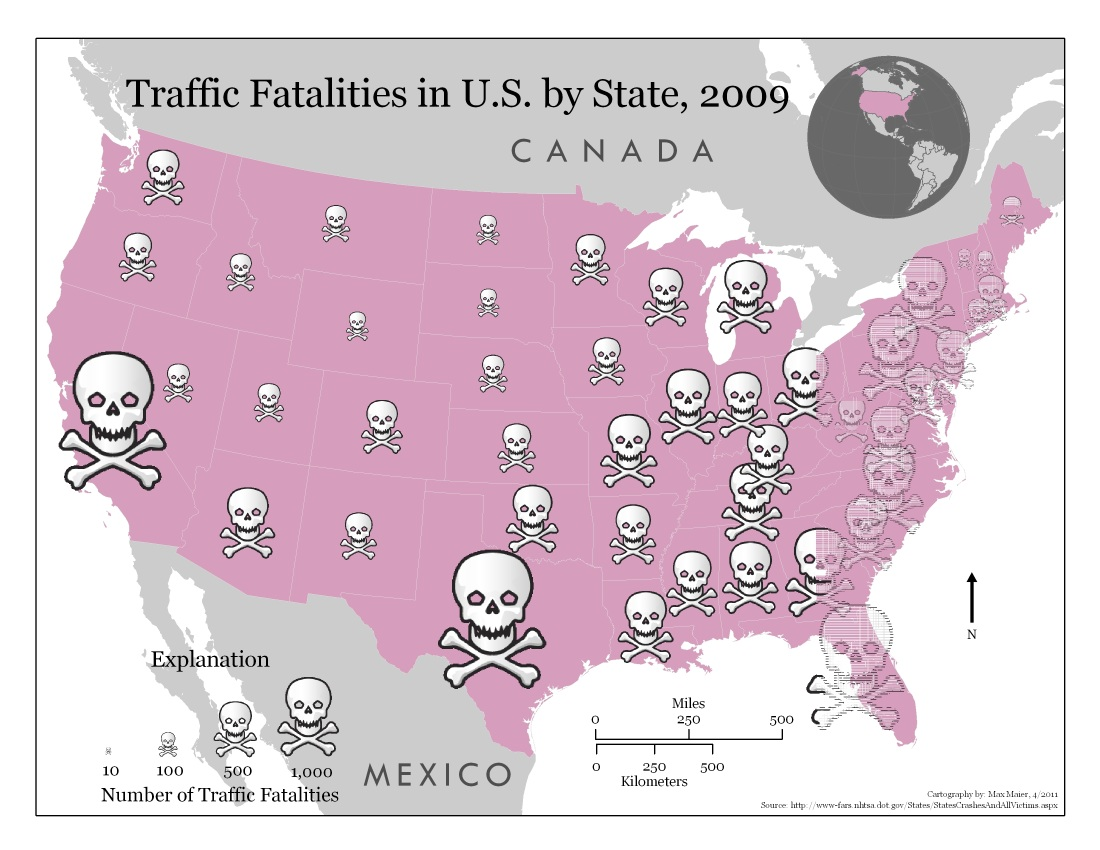 Traffic Fatalities in U.S. by State, 2009
CANADA
Explanation
10 100 500 1,000
Number of Traffic Fatalities
MEXICO
Miles
0 250 500
0 250 500
Kilometers
N
Cartography by: Max Maier, 4/2011
Source: http://www-fars.nhtsa.dot.gov/States/StatesCrashesAndAllVictims.aspx